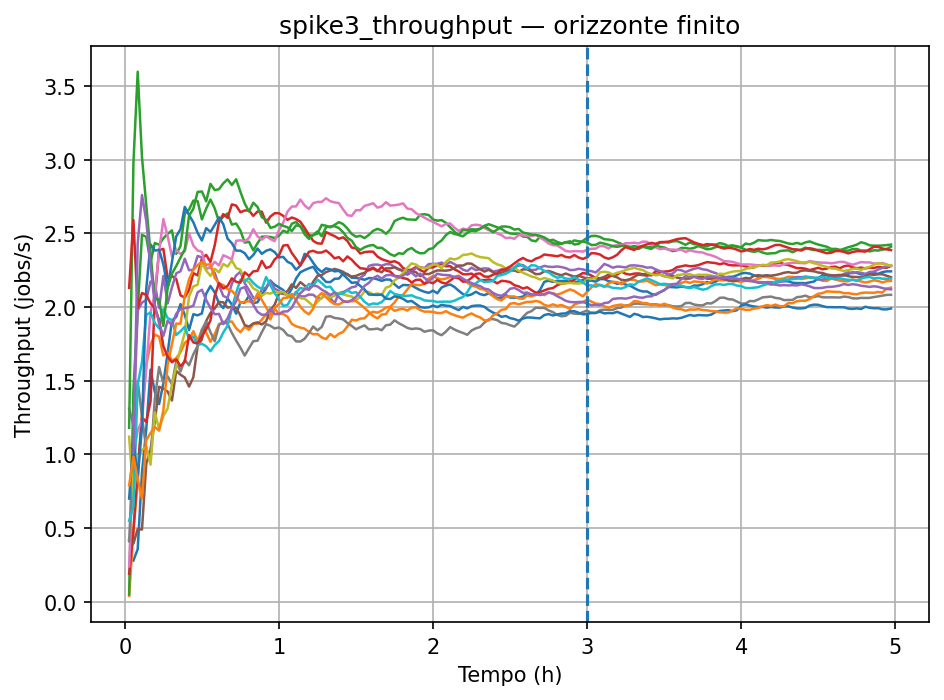 spike3_throughput — orizzonte finito
Throughput (jobs/s)
3.5
3.0
2.5
2.0
1.5
1.0
0.5
0.0
0 1 2 3 4 5
Tempo (h)